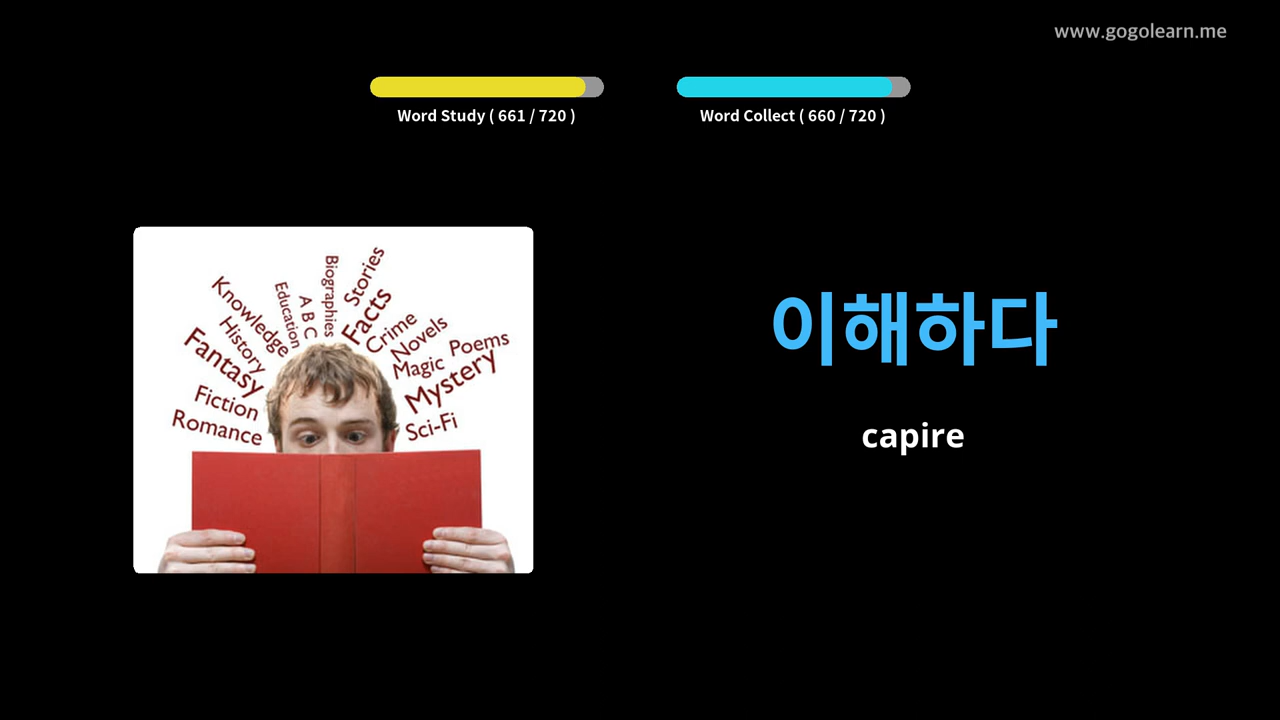 www.gogolearn.me
Word Study ( 661 / 720 )
Word Collect ( 660 / 720 )
Knowledge
History
Fantasy
Fiction
Romance
Education
A B C
Biographies
Stories
Facts
Crime
Novels
Magic
Poems
Mystery
Sci-Fi
이해하다
capire